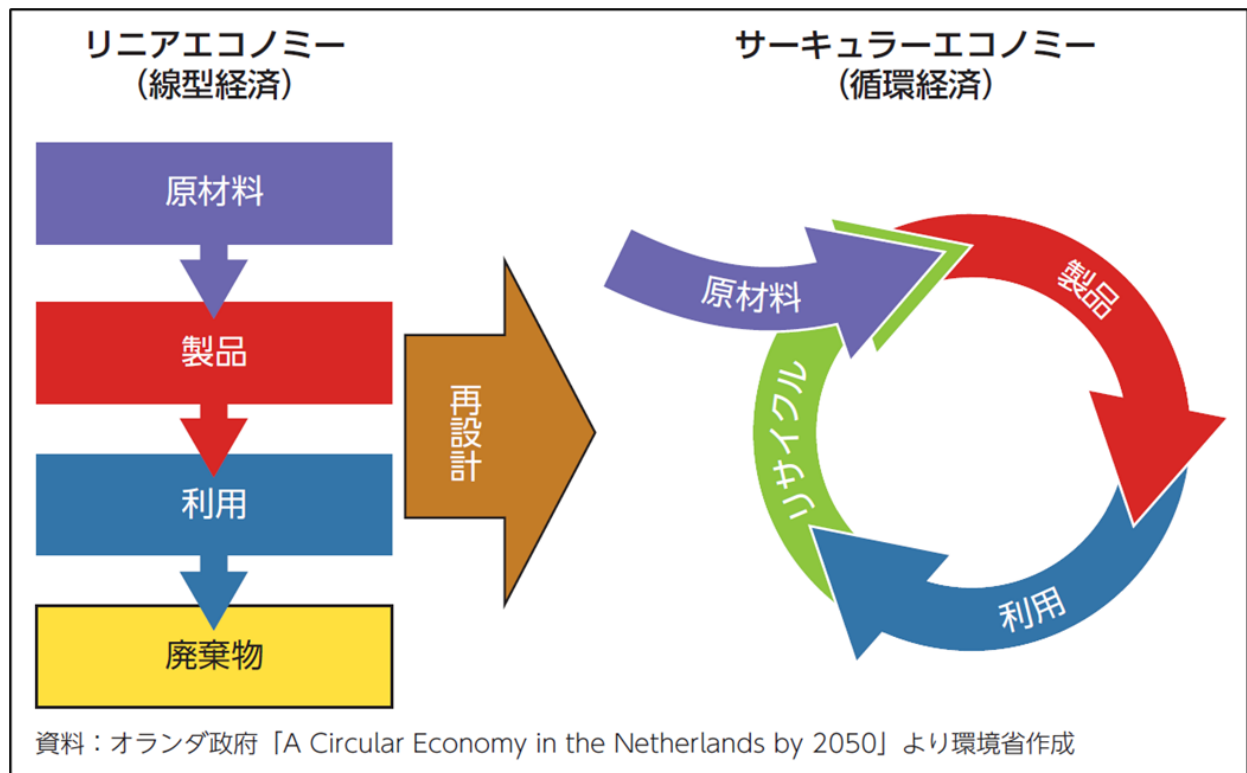 リニアエコノミー
（線型経済）
原材料
製品
利用
廃棄物
再設計
サーキュラーエコノミー
（循環経済）
原材料
製品
利用
リサイクル
資料：オランダ政府「A Circular Economy in the Netherlands by 2050」より環境省作成